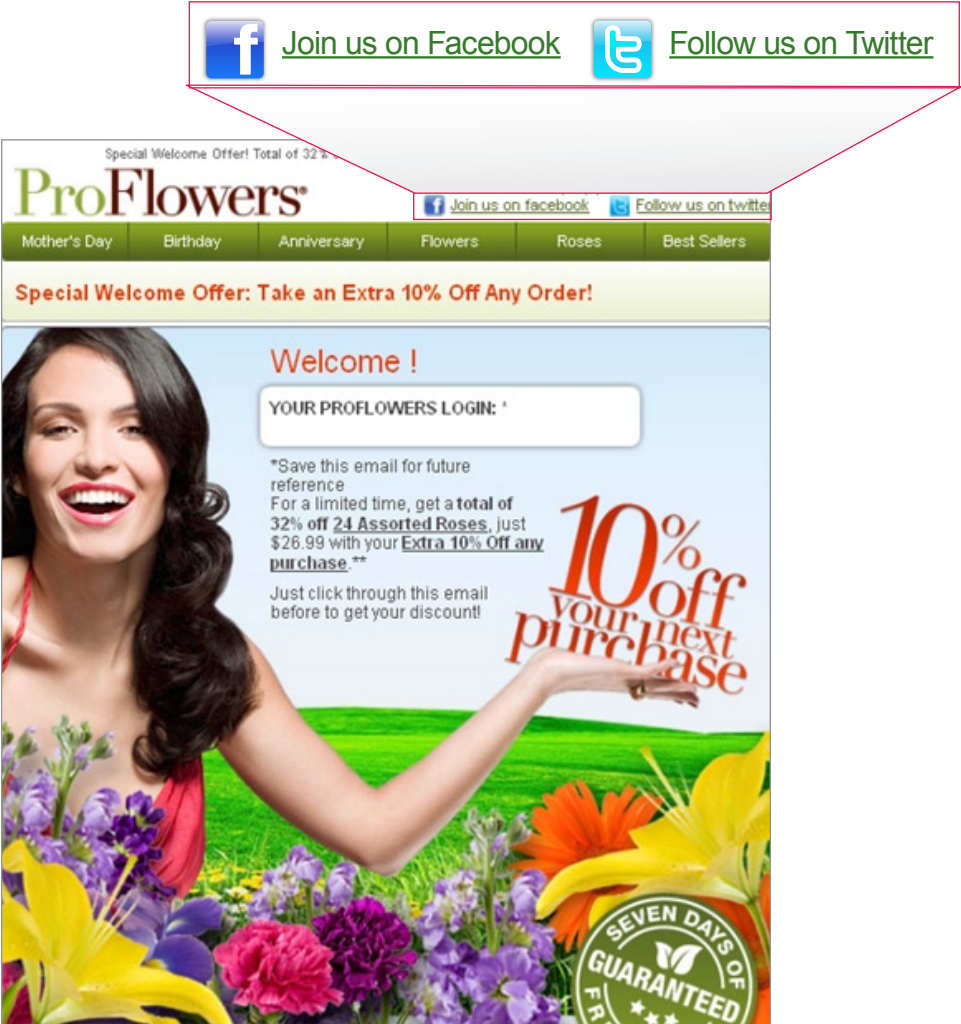 Join us on Facebook Follow us on Twitter
Special Welcome Offer! Total of 32%
ProFlowers®
Join us on facebook Follow us on twitter
Mother's Day Birthday Anniversary Flowers Roses Best Sellers
Special Welcome Offer: Take an Extra 10% Off Any Order!
Welcome !
YOUR PROFLOWERS LOGIN: *
*Save this email for future
reference
For a limited time, get a total of
32% off 24 Assorted Roses, just
$26.99 with your Extra 10% Off any
purchase.**
Just click through this email
before to get your discount!
10%
off
your next
purchase
SEVEN DAYS OF
GUARANTEED